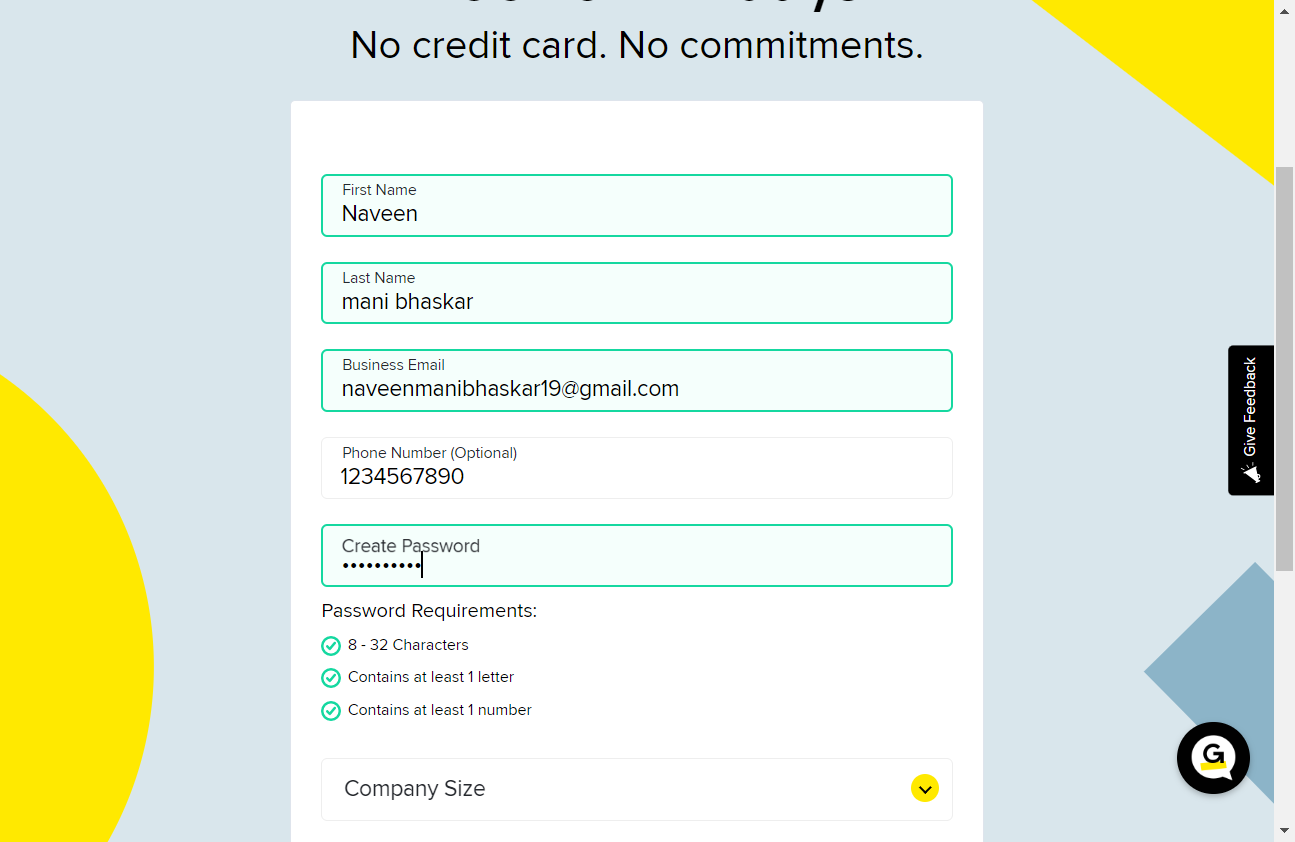 No credit card. No commitments.
First Name
Naveen
Last Name
mani bhaskar
Business Email
naveenmanibhaskar19@gmail.com
Phone Number (Optional)
1234567890
Create Password
••••••••••
Password Requirements:
8 - 32 Characters
Contains at least 1 letter
Contains at least 1 number
Company Size
Give Feedback
G